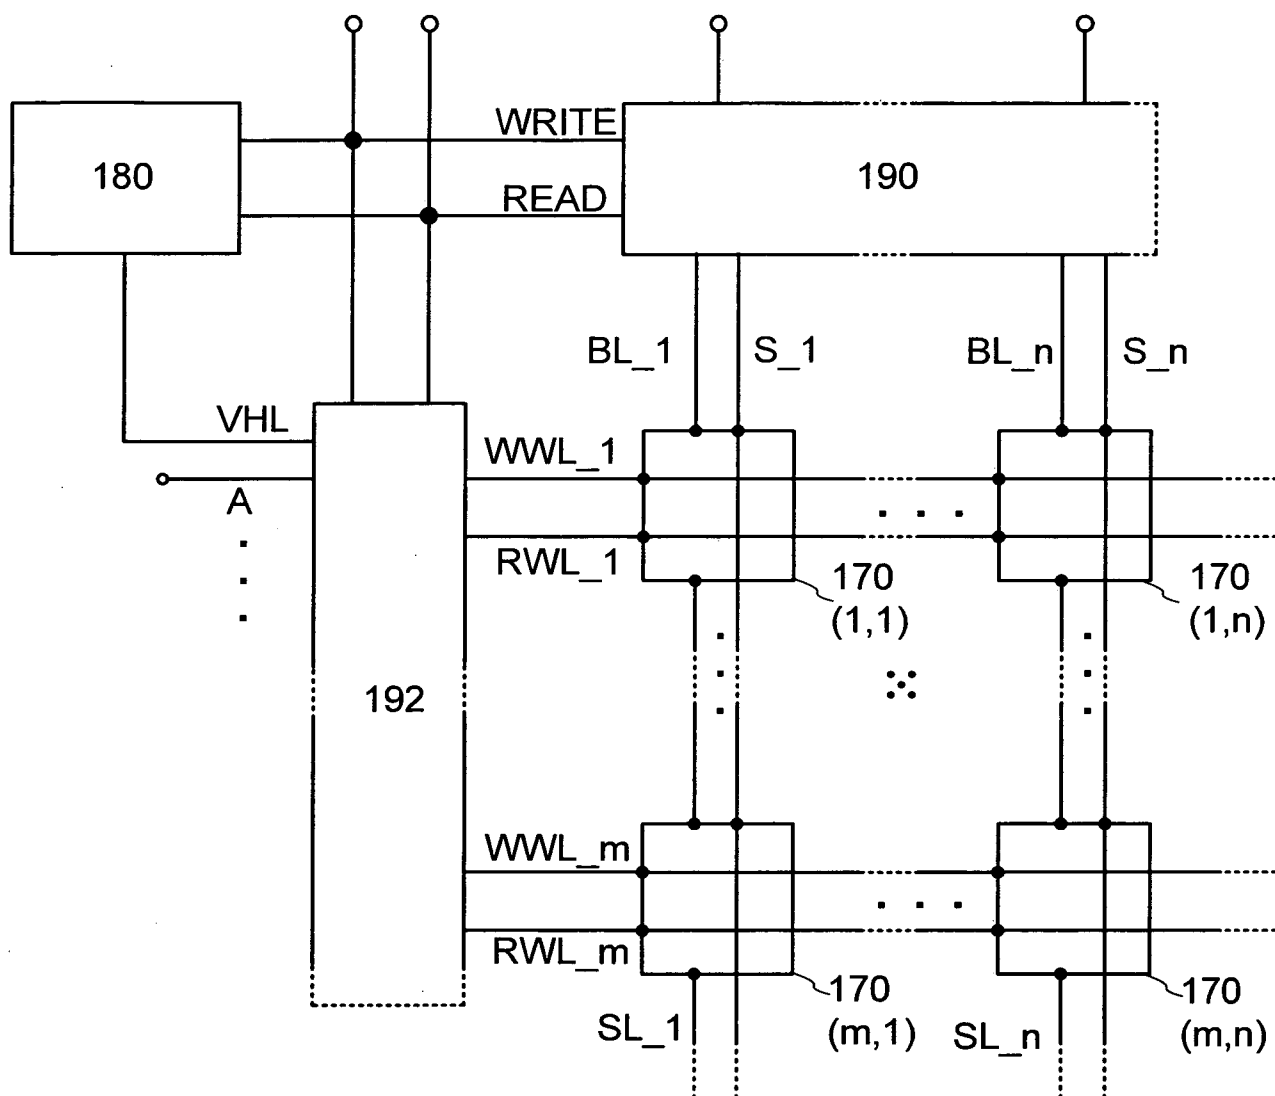 WRITE
180
190
READ
BL_1
S_1
BL_n
S_n
VHL
WWL_1
A
RWL_1
170
(1,1)
170
(1,n)
192
WWL_m
RWL_m
170
(m,1)
170
(m,n)
SL_1
SL_n